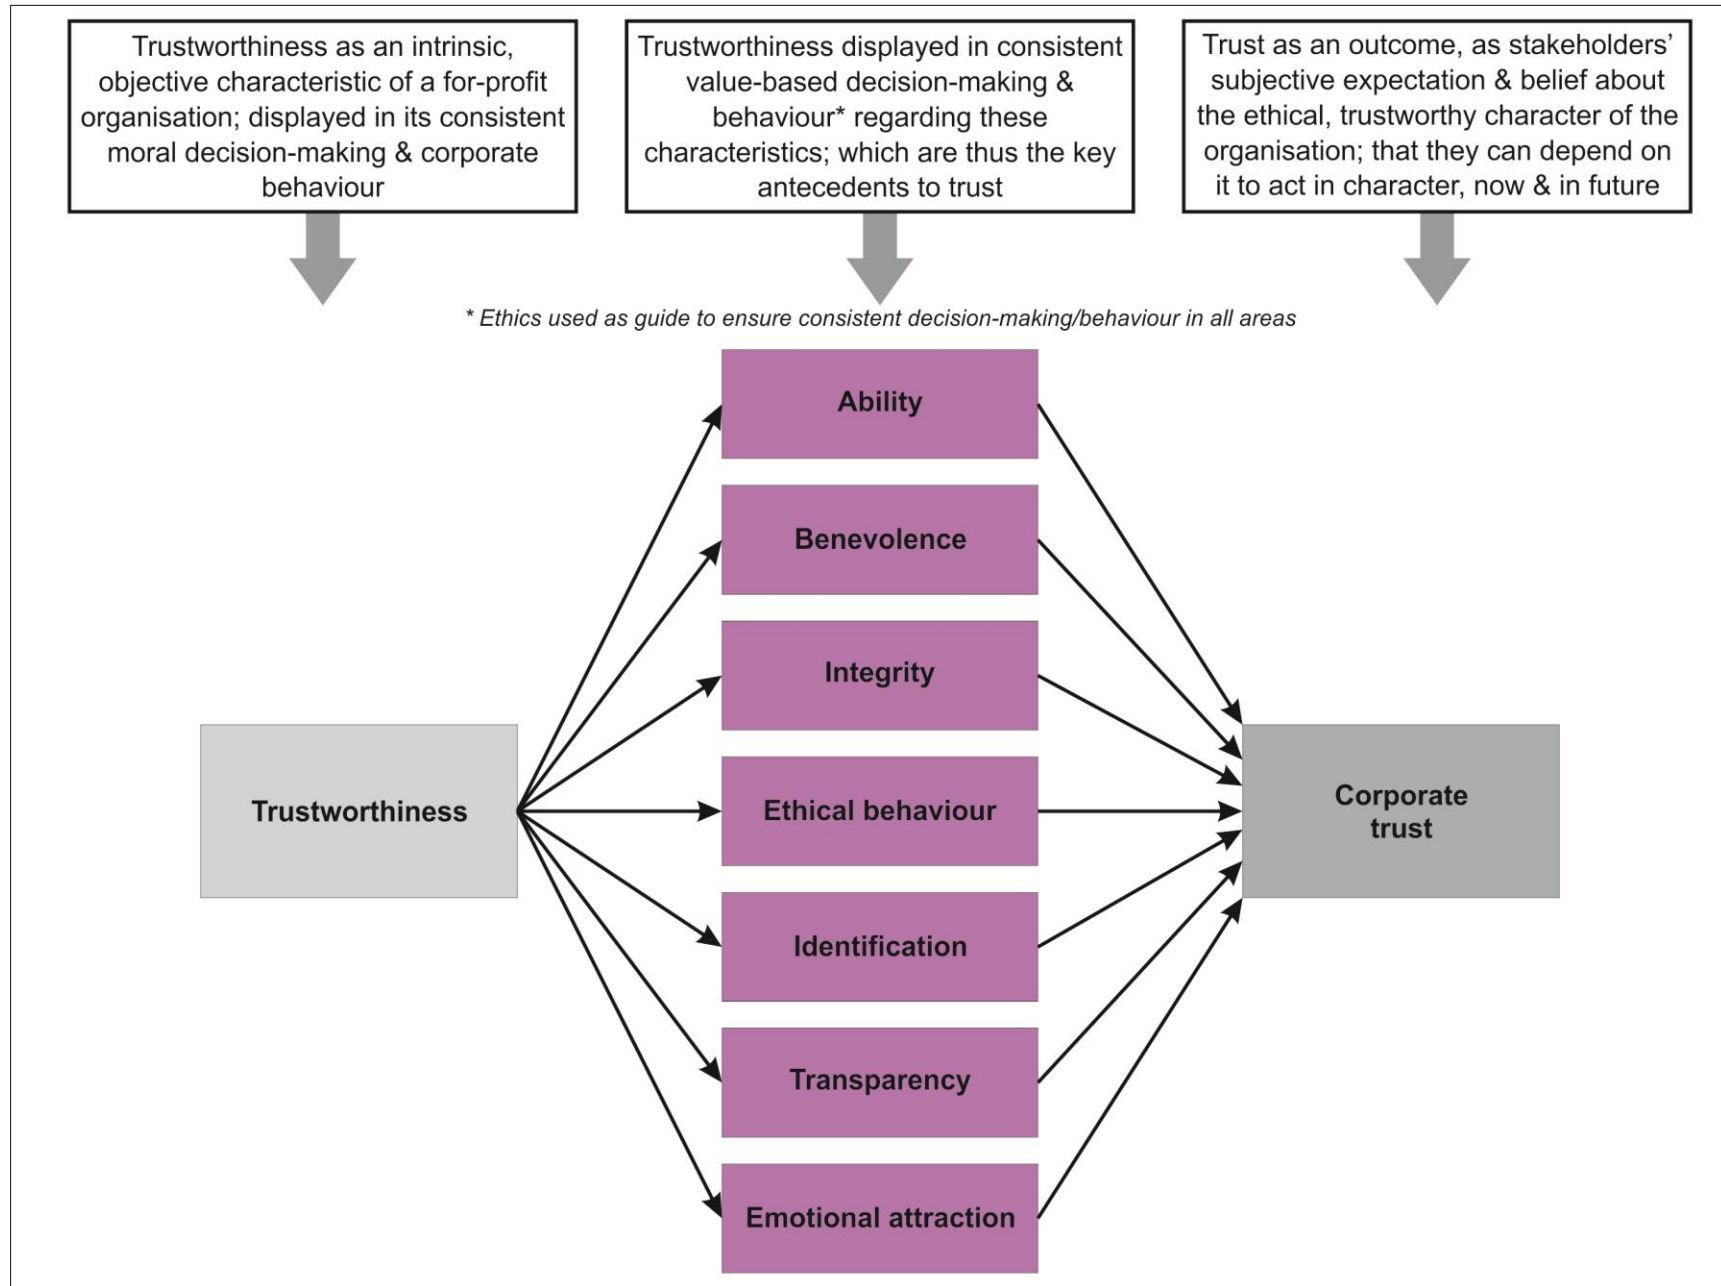 Trustworthiness as an intrinsic,
objective characteristic of a for-profit
organisation; displayed in its consistent
moral decision-making & corporate
behaviour
Trustworthiness displayed in consistent
value-based decision-making &
behaviour* regarding these
characteristics; which are thus the key
antecedents to trust
Trust as an outcome, as stakeholders’
subjective expectation & belief about
the ethical, trustworthy character of the
organisation; that they can depend on
it to act in character, now & in future
* Ethics used as guide to ensure consistent decision-making/behaviour in all areas
Trustworthiness
Ability
Benevolence
Integrity
Ethical behaviour
Identification
Transparency
Emotional attraction
Corporate
trust